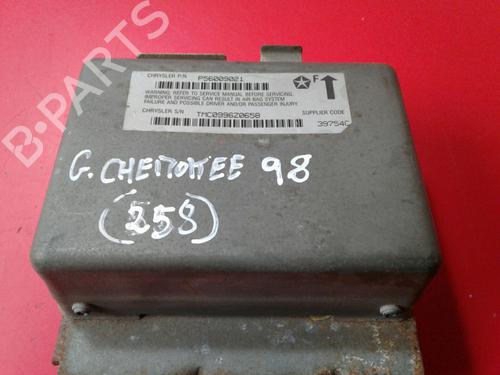 CHRYSLER P/N P56009021
WARNING: REFER TO SERVICE MANUAL BEFORE SERVICING.
IMPROPER SERVICING CAN RESULT IN AIR BAG SYSTEM
FAILURE AND POSSIBLE DRIVER AND/OR PASSENGER INJURY
F
CHRYSLER S/N TMC0996Z0658
SUPPLIER CODE
39754C
G. CHEROKEE 98
(258)
B-PARTS